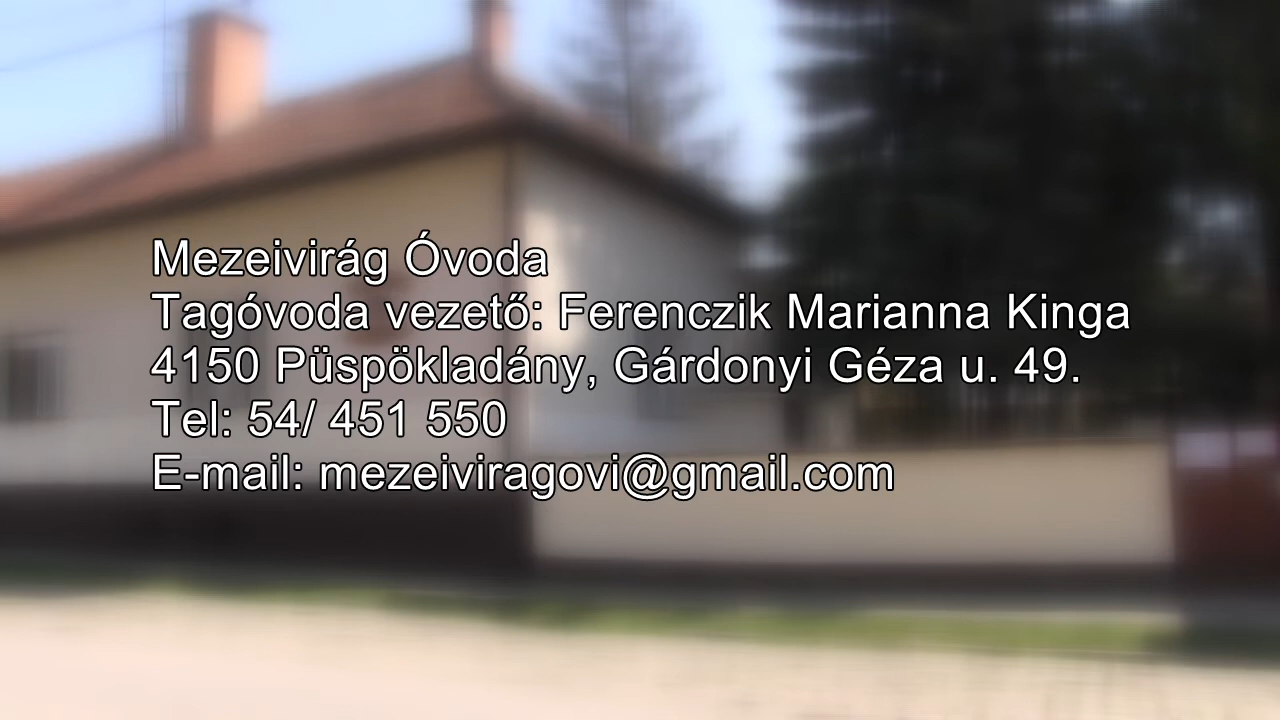 Mezeivirág Óvoda
Tagóvoda vezető: Ferenczik Marianna Kinga
4150 Püspökladány, Gárdonyi Géza u. 49.
Tel: 54/ 451 550
E-mail: mezeiviragovi@gmail.com